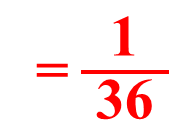 = 1/36